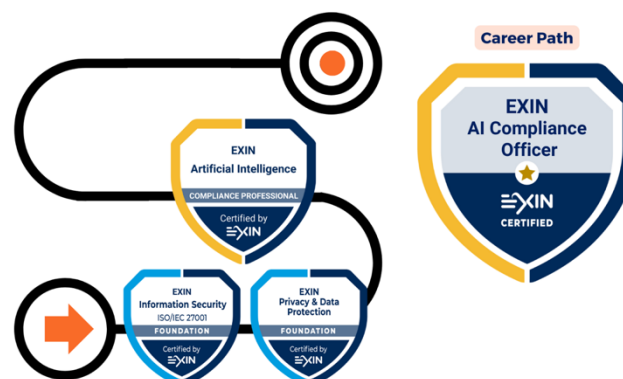 Career Path
EXIN
AI Compliance
Officer
EXIN
CERTIFIED
EXIN
Artificial Intelligence
COMPLIANCE PROFESSIONAL
Certified by
EXIN
EXIN
Information Security
ISO/IEC 27001
FOUNDATION
Certified by
EXIN
EXIN
Privacy & Data
Protection
FOUNDATION
Certified by
EXIN